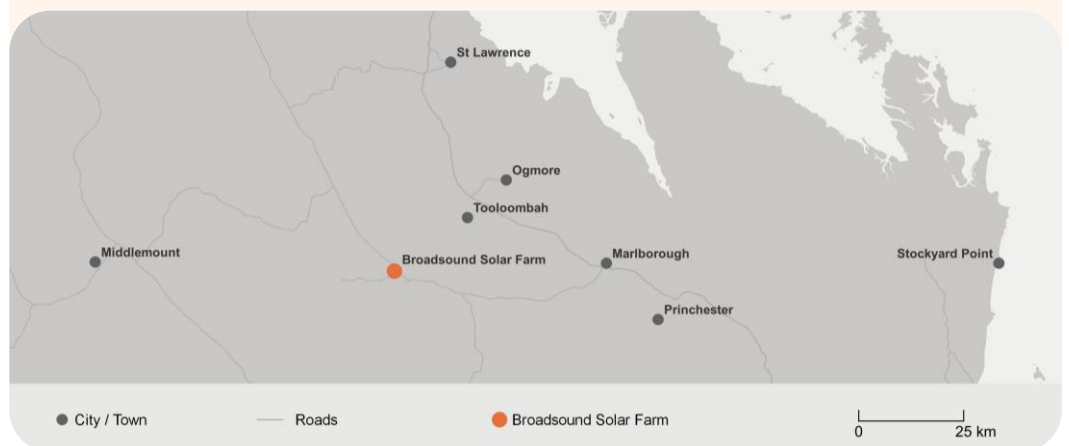 St Lawrence
Ogmore
Tooloombah
Middlemount
Broadsound Solar Farm
Marlborough
Stockyard Point
Princhester
City / Town
Roads
Broadsound Solar Farm
0
25 km